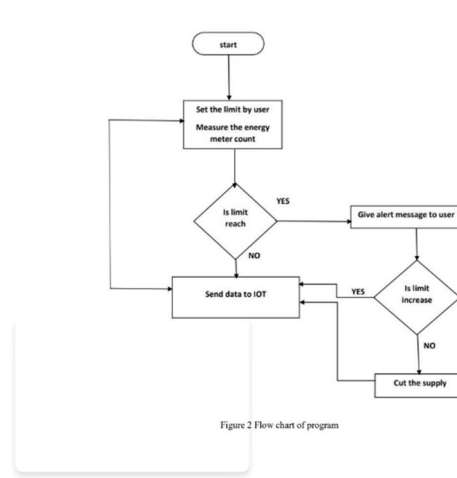 start
Set the limit by user
Measure the energy
meter count
YES
Is limit
reach
Give alert message to user
NO
Send data to IOT
YES
Is limit
increase
NO
Cut the supply
Figure 2 Flow chart of program